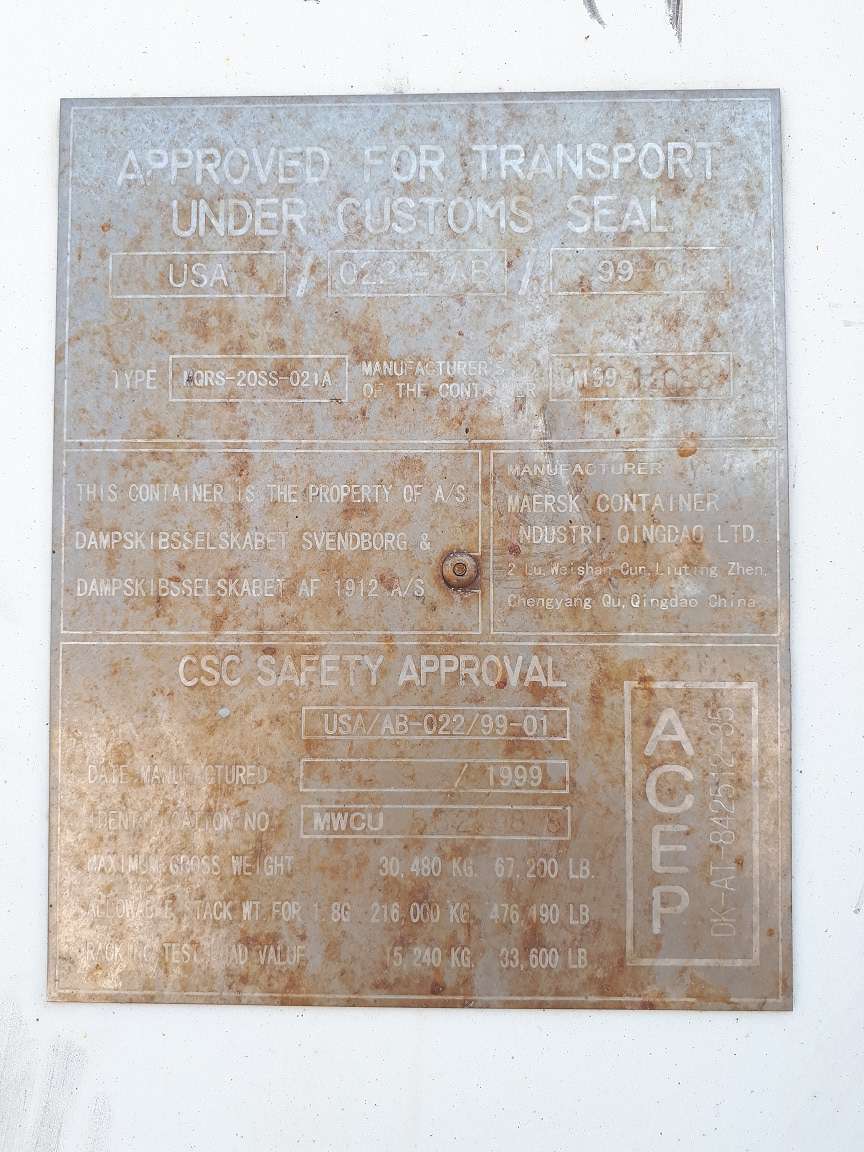 APPROVED FOR TRANSPORT
UNDER CUSTOMS SEAL
USA / 022 - AB / 99
TYPE MQRS-20SS-021A MANUFACTURER'S
OF THE CONTAINER
THIS CONTAINER IS THE PROPERTY OF A/S
DAMPSKIBSSELSKABET SVENDBORG &
DAMPSKIBSSELSKABET AF 1912 A/S
MANUFACTURER
MAERSK CONTAINER
INDUSTRI QINGDAO LTD.
2 Lu, Weishan Cun, Liuting Zhen,
Chengyang Qu, Qingdao China
CSC SAFETY APPROVAL
USA/AB-022/99-01
DATE MANUFACTURED / 1999
IDENTIFICATION NO MWCU
MAXIMUM GROSS WEIGHT 30,480 KG. 67,200 LB.
ALLOWABLE STACK WT.FOR 1.8G 216,000 KG. 476,190 LB
RACKING TEST LOAD VALUE 15,240 KG. 33,600 LB
ACEP
DK-AT-842512-35